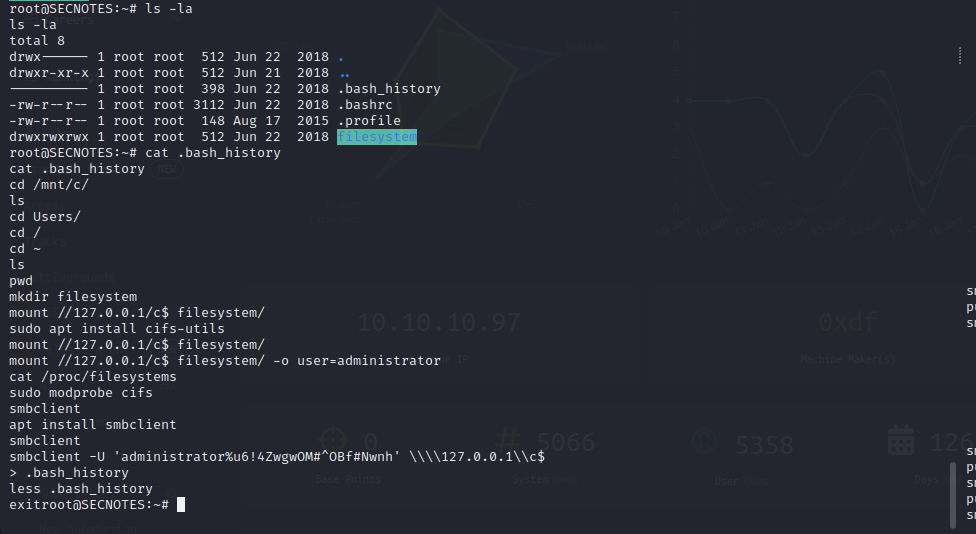 root@SECNOTES:~# ls -la
ls -la
total 8
drwx------ 1 root root  512 Jun 22  2018 .
drwxr-xr-x 1 root root  512 Jun 21  2018 ..
---------- 1 root root  398 Jun 22  2018 .bash_history
-rw-r--r-- 1 root root 3112 Jun 22  2018 .bashrc
-rw-r--r-- 1 root root  148 Aug 17  2015 .profile
drwxrwxrwx 1 root root  512 Jun 22  2018 filesystem
root@SECNOTES:~# cat .bash_history
cat .bash_history
cd /mnt/c/
ls
cd Users/
cd /
cd ~
ls
pwd
mkdir filesystem
mount //127.0.0.1/c$ filesystem/
sudo apt install cifs-utils
mount //127.0.0.1/c$ filesystem/
mount //127.0.0.1/c$ filesystem/ -o user=administrator
cat /proc/filesystems
sudo modprobe cifs
smbclient
apt install smbclient
smbclient
smbclient -U 'administrator%u6!4ZwgwOM#^OBf#Nwnh' \\\\127.0.0.1\\c$
> .bash_history
less .bash_history
exitroot@SECNOTES:~#
NEW
10.10.10.97
0xdf
Machine Maker(s)
0
5066
5358
126
Base Points